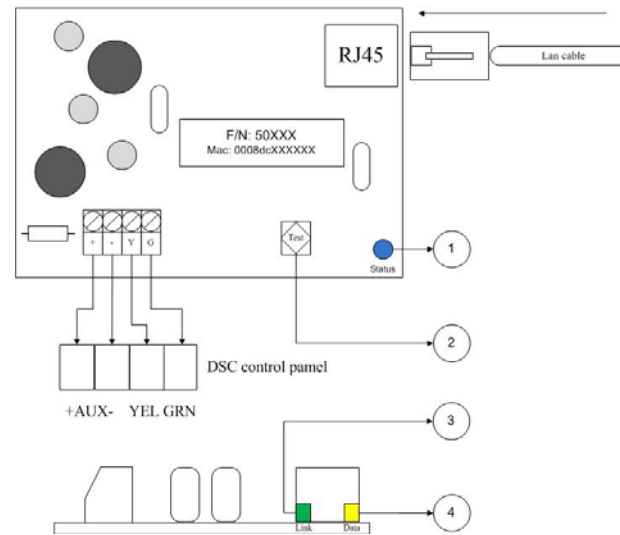 RJ45
Lan cable
F/N: 50XXX
Mac: 0008dcXXXXXX
+ - Y G
Test
Status
1
2
DSC control pamel
+AUX- YEL GRN
3
Link Data
4